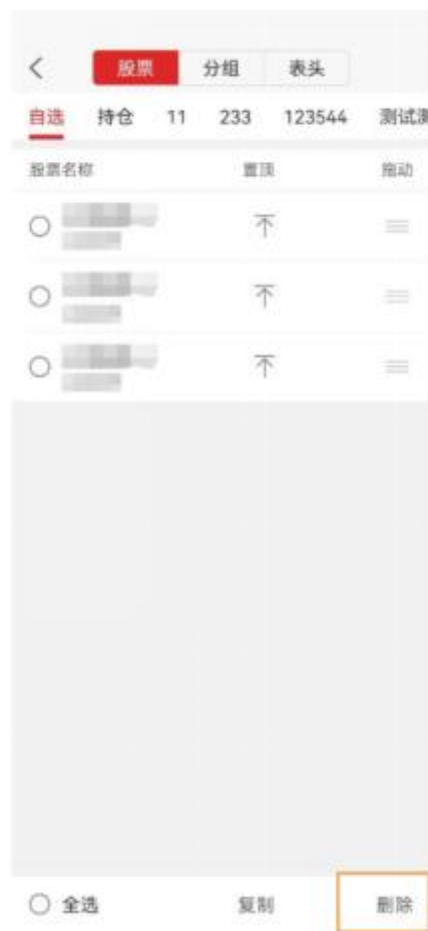 股票 分组 表头
自选 持仓 11 233 123544 测试
股票名称 置顶 拖动
全选 复制 删除